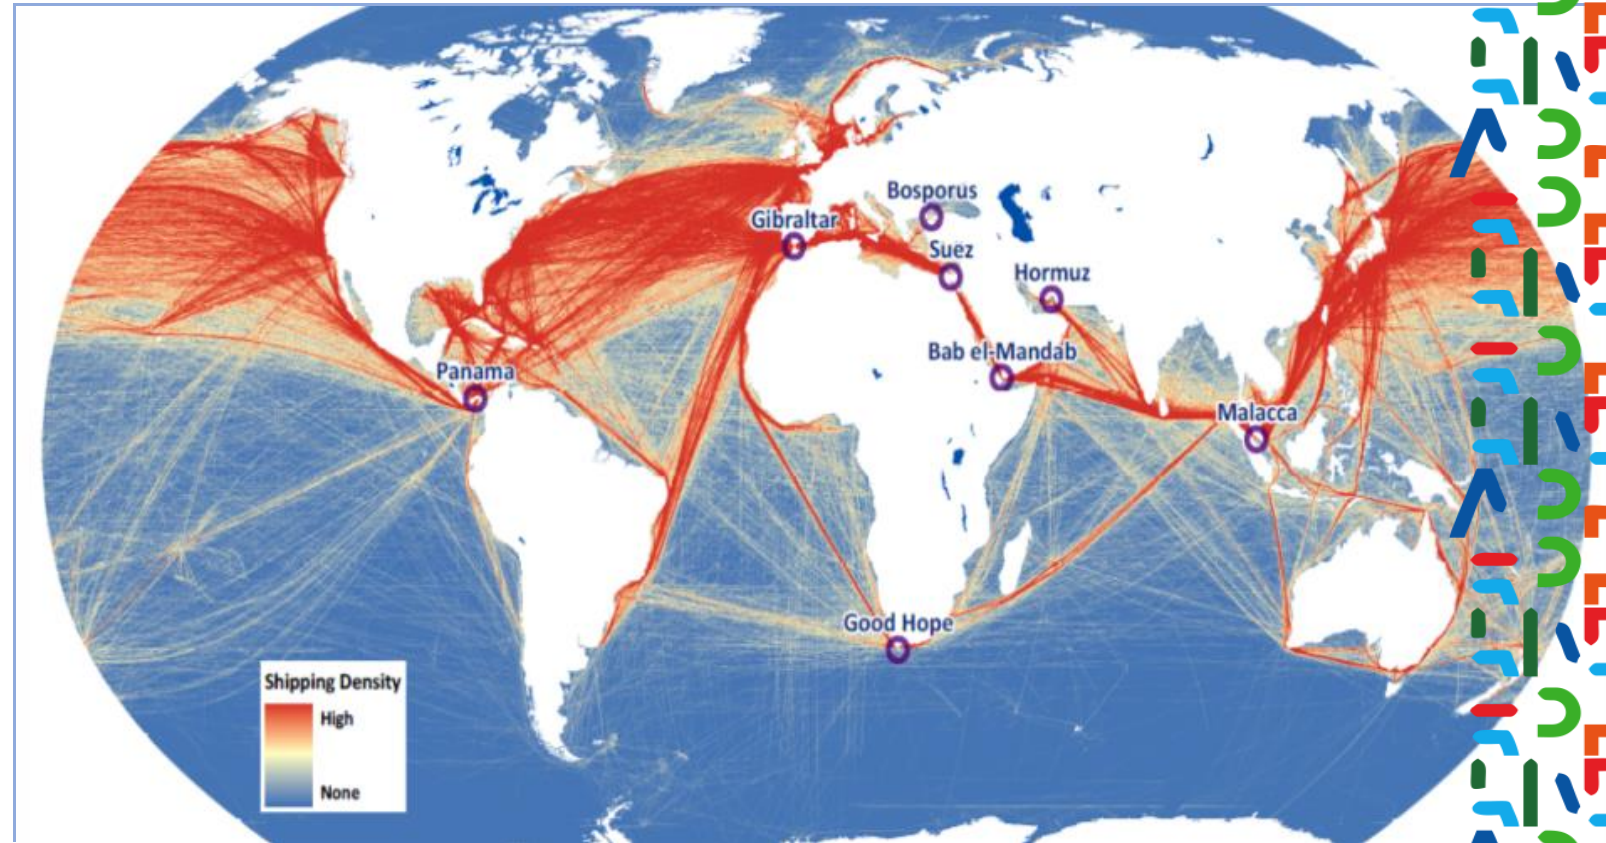 Bosporus
Gibraltar
Suez
Hormuz
Bab el-Mandab
Panama
Malacca
Good Hope
Shipping Density
High
None